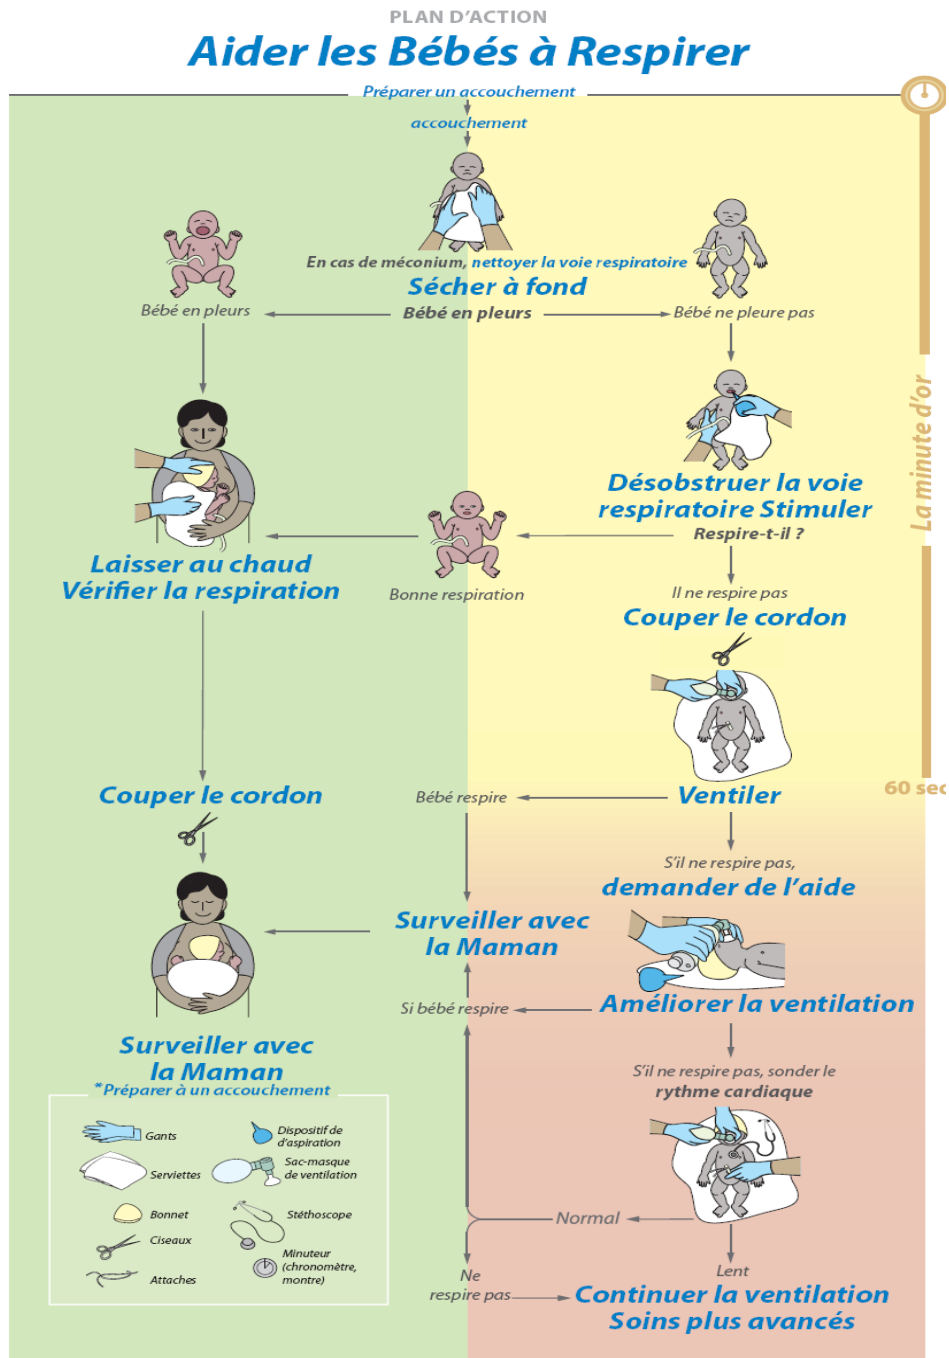 PLAN D’ACTION
Aider les Bébés à Respirer
Préparer un accouchement
accouchement
En cas de méconium, nettoyer la voie respiratoire
Sécher à fond
Bébé en pleurs
Bébé en pleurs
Bébé ne pleure pas
La minute d’or
Désobstruer la voie
respiratoire Stimuler
Respire-t-il ?
Laisser au chaud
Vérifier la respiration
Bonne respiration
Il ne respire pas
Couper le cordon
Couper le cordon
Bébé respire
Ventiler
60 sec
S’il ne respire pas,
demander de l’aide
Surveiller avec
la Maman
Si bébé respire
Améliorer la ventilation
Surveiller avec
la Maman
S’il ne respire pas, sonder le
rythme cardiaque
*Préparer à un accouchement
Gants
Dispositif de
d’aspiration
Serviettes
Sac-masque
de ventilation
Bonnet
Stéthoscope
Ciseaux
Minuteur
(chronomètre,
montre)
Attaches
Normal
Ne
respire pas
Lent
Continuer la ventilation
Soins plus avancés